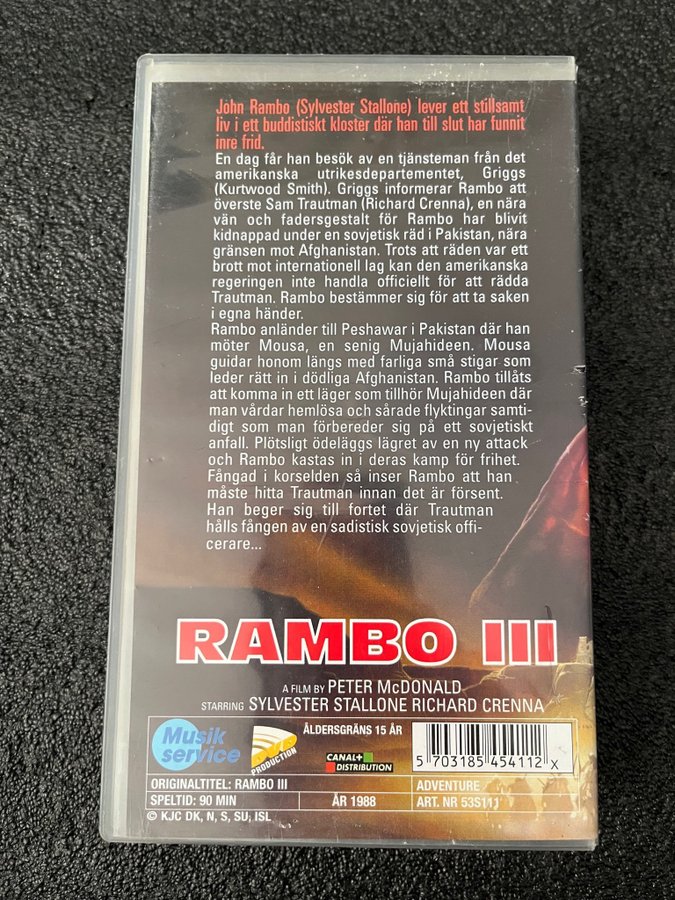 John Rambo (Sylvester Stallone) lever ett stillsamt
liv i ett buddistiskt kloster där han till slut har funnit
inre frid.
En dag får han besök av en tjänsteman från det
amerikanska utrikesdepartementet, Griggs
(Kurtwood Smith). Griggs informerar Rambo att
överste Sam Trautman (Richard Crenna), en nära
vän och fadersgestalt för Rambo har blivit
kidnappad under en sovjetisk räd i Pakistan, nära
gränsen mot Afghanistan. Trots att räden var ett
brott mot internationell lag kan den amerikanska
regeringen inte handla officiellt för att rädda
Trautman. Rambo bestämmer sig för att ta saken
i egna händer.
Rambo anländer till Peshawar i Pakistan där han
möter Mousa, en senig Mujahideen. Mousa
guidar honom längs med farliga små stigar som
leder rätt in i dödliga Afghanistan. Rambo tillåts
att komma in ett läger som tillhör Mujahideen där
man vårdar hemlösa och sårade flyktingar samti-
digt som man förbereder sig på ett sovjetiskt
anfall. Plötsligt ödeläggs lägret av en ny attack
och Rambo kastas in i deras kamp för frihet.
Fångad i korselden så inser Rambo att han
måste hitta Trautman innan det är försent.
Han beger sig till fortet där Trautman
hålls fången av en sadistisk sovjetisk offi-
cerare...
RAMBO III
A FILM BY PETER McDONALD
STARRING SYLVESTER STALLONE RICHARD CRENNA
Musik
service
PRODUCTION
ÅLDERSGRÄNS 15 ÅR
CANAL+
DISTRIBUTION
5 703185 454112 x
ORIGINALTITEL: RAMBO III
ADVENTURE
SPELTID: 90 MIN
ÅR 1988
ART. NR 53S111
© KJC DK, N, S, SU, ISL